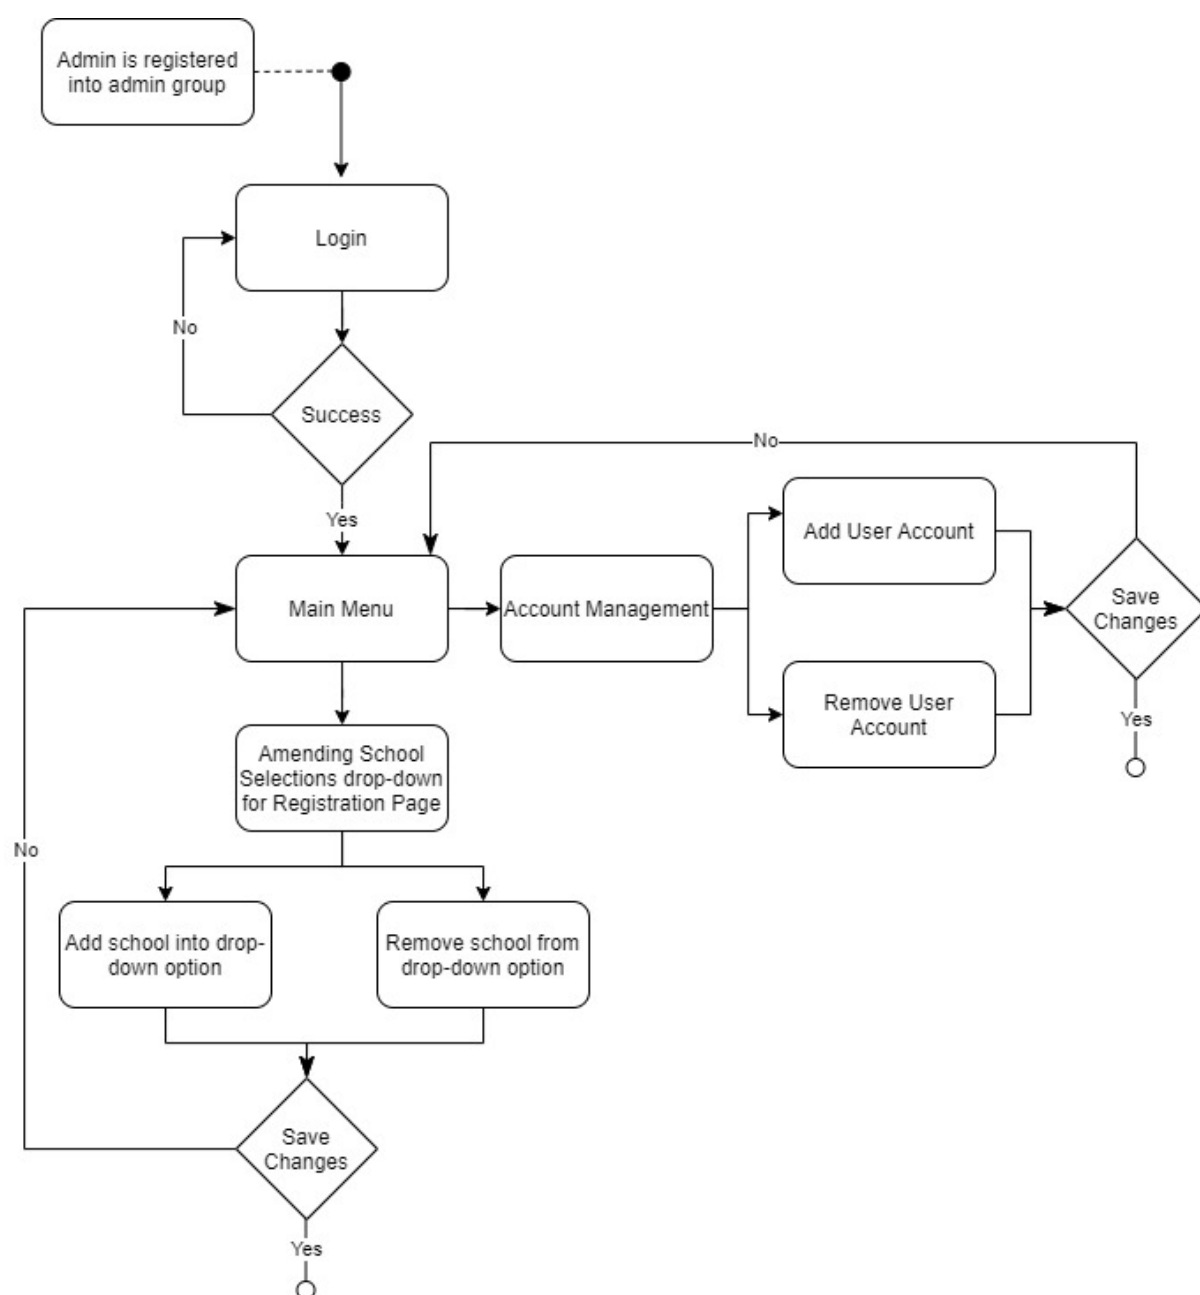 Admin is registered
into admin group
Login
No
Success
Yes
No
Main Menu
Account Management
Add User Account
Remove User
Account
Save
Changes
Yes
Amending School
Selections drop-down
for Registration Page
No
Add school into drop-
down option
Remove school from
drop-down option
Save
Changes
Yes